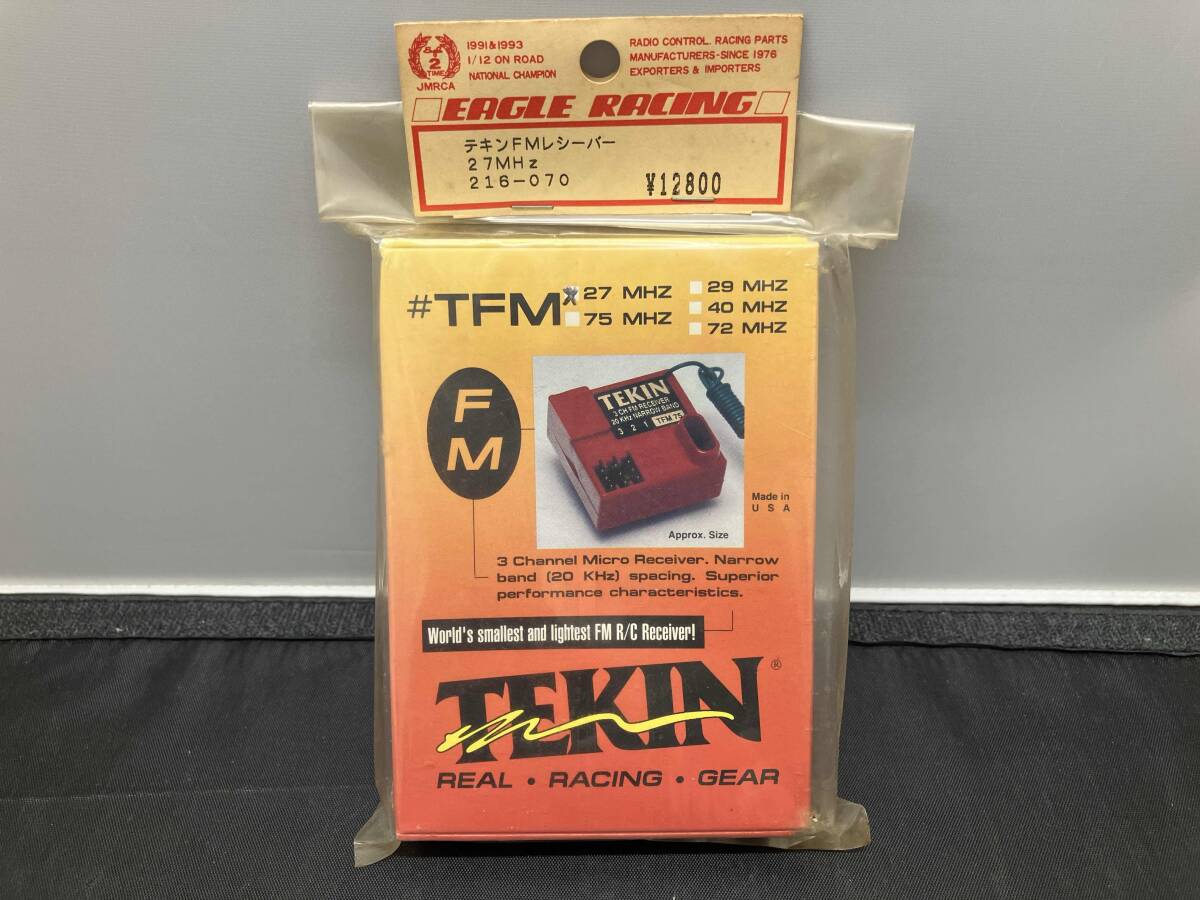 1991&1993
1/12 ON ROAD
NATIONAL CHAMPION
2
TIME
JMRCA
RADIO CONTROL. RACING PARTS
MANUFACTURERS-SINCE 1976
EXPORTERS & IMPORTERS
EAGLE RACING
テキンFMレシーバー
27MHz
216-070
¥12800
#TFM
27 MHZ
75 MHZ
29 MHZ
40 MHZ
72 MHZ
FM
TEKIN
3 CH FM RECEIVER
20 KHz NARROW BAND
3 2 1 TFM 75
Made in
USA
Approx. Size
3 Channel Micro Receiver. Narrow
band (20 KHz) spacing. Superior
performance characteristics.
World's smallest and lightest FM R/C Receiver!
TEKIN®
REAL • RACING • GEAR